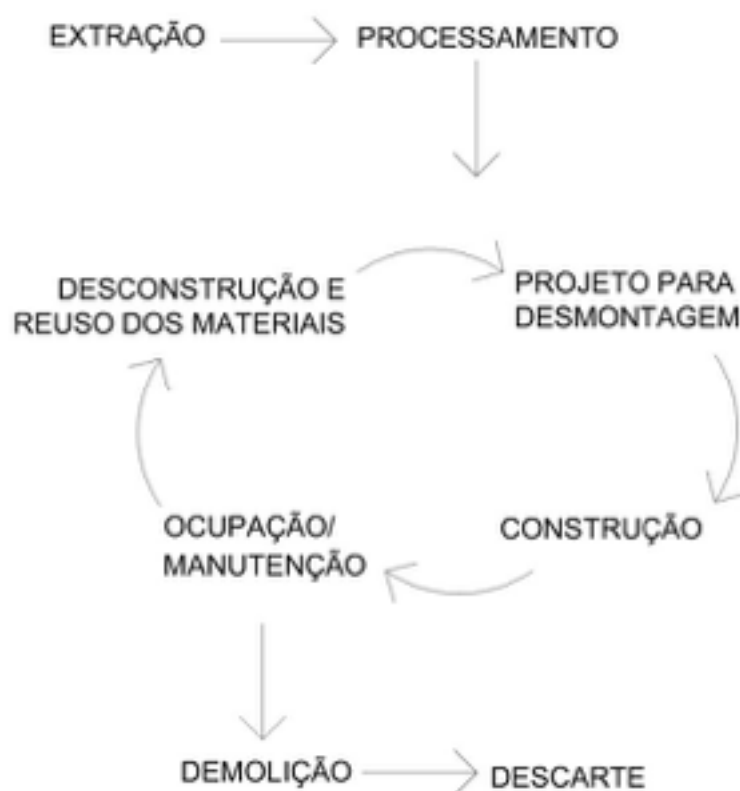 EXTRAÇÃO
PROCESSAMENTO
DESCONSTRUÇÃO E
REUSO DOS MATERIAIS
PROJETO PARA
DESMONTAGEM
OCUPAÇÃO/
MANUTENÇÃO
CONSTRUÇÃO
DEMOLIÇÃO
DESCARTE